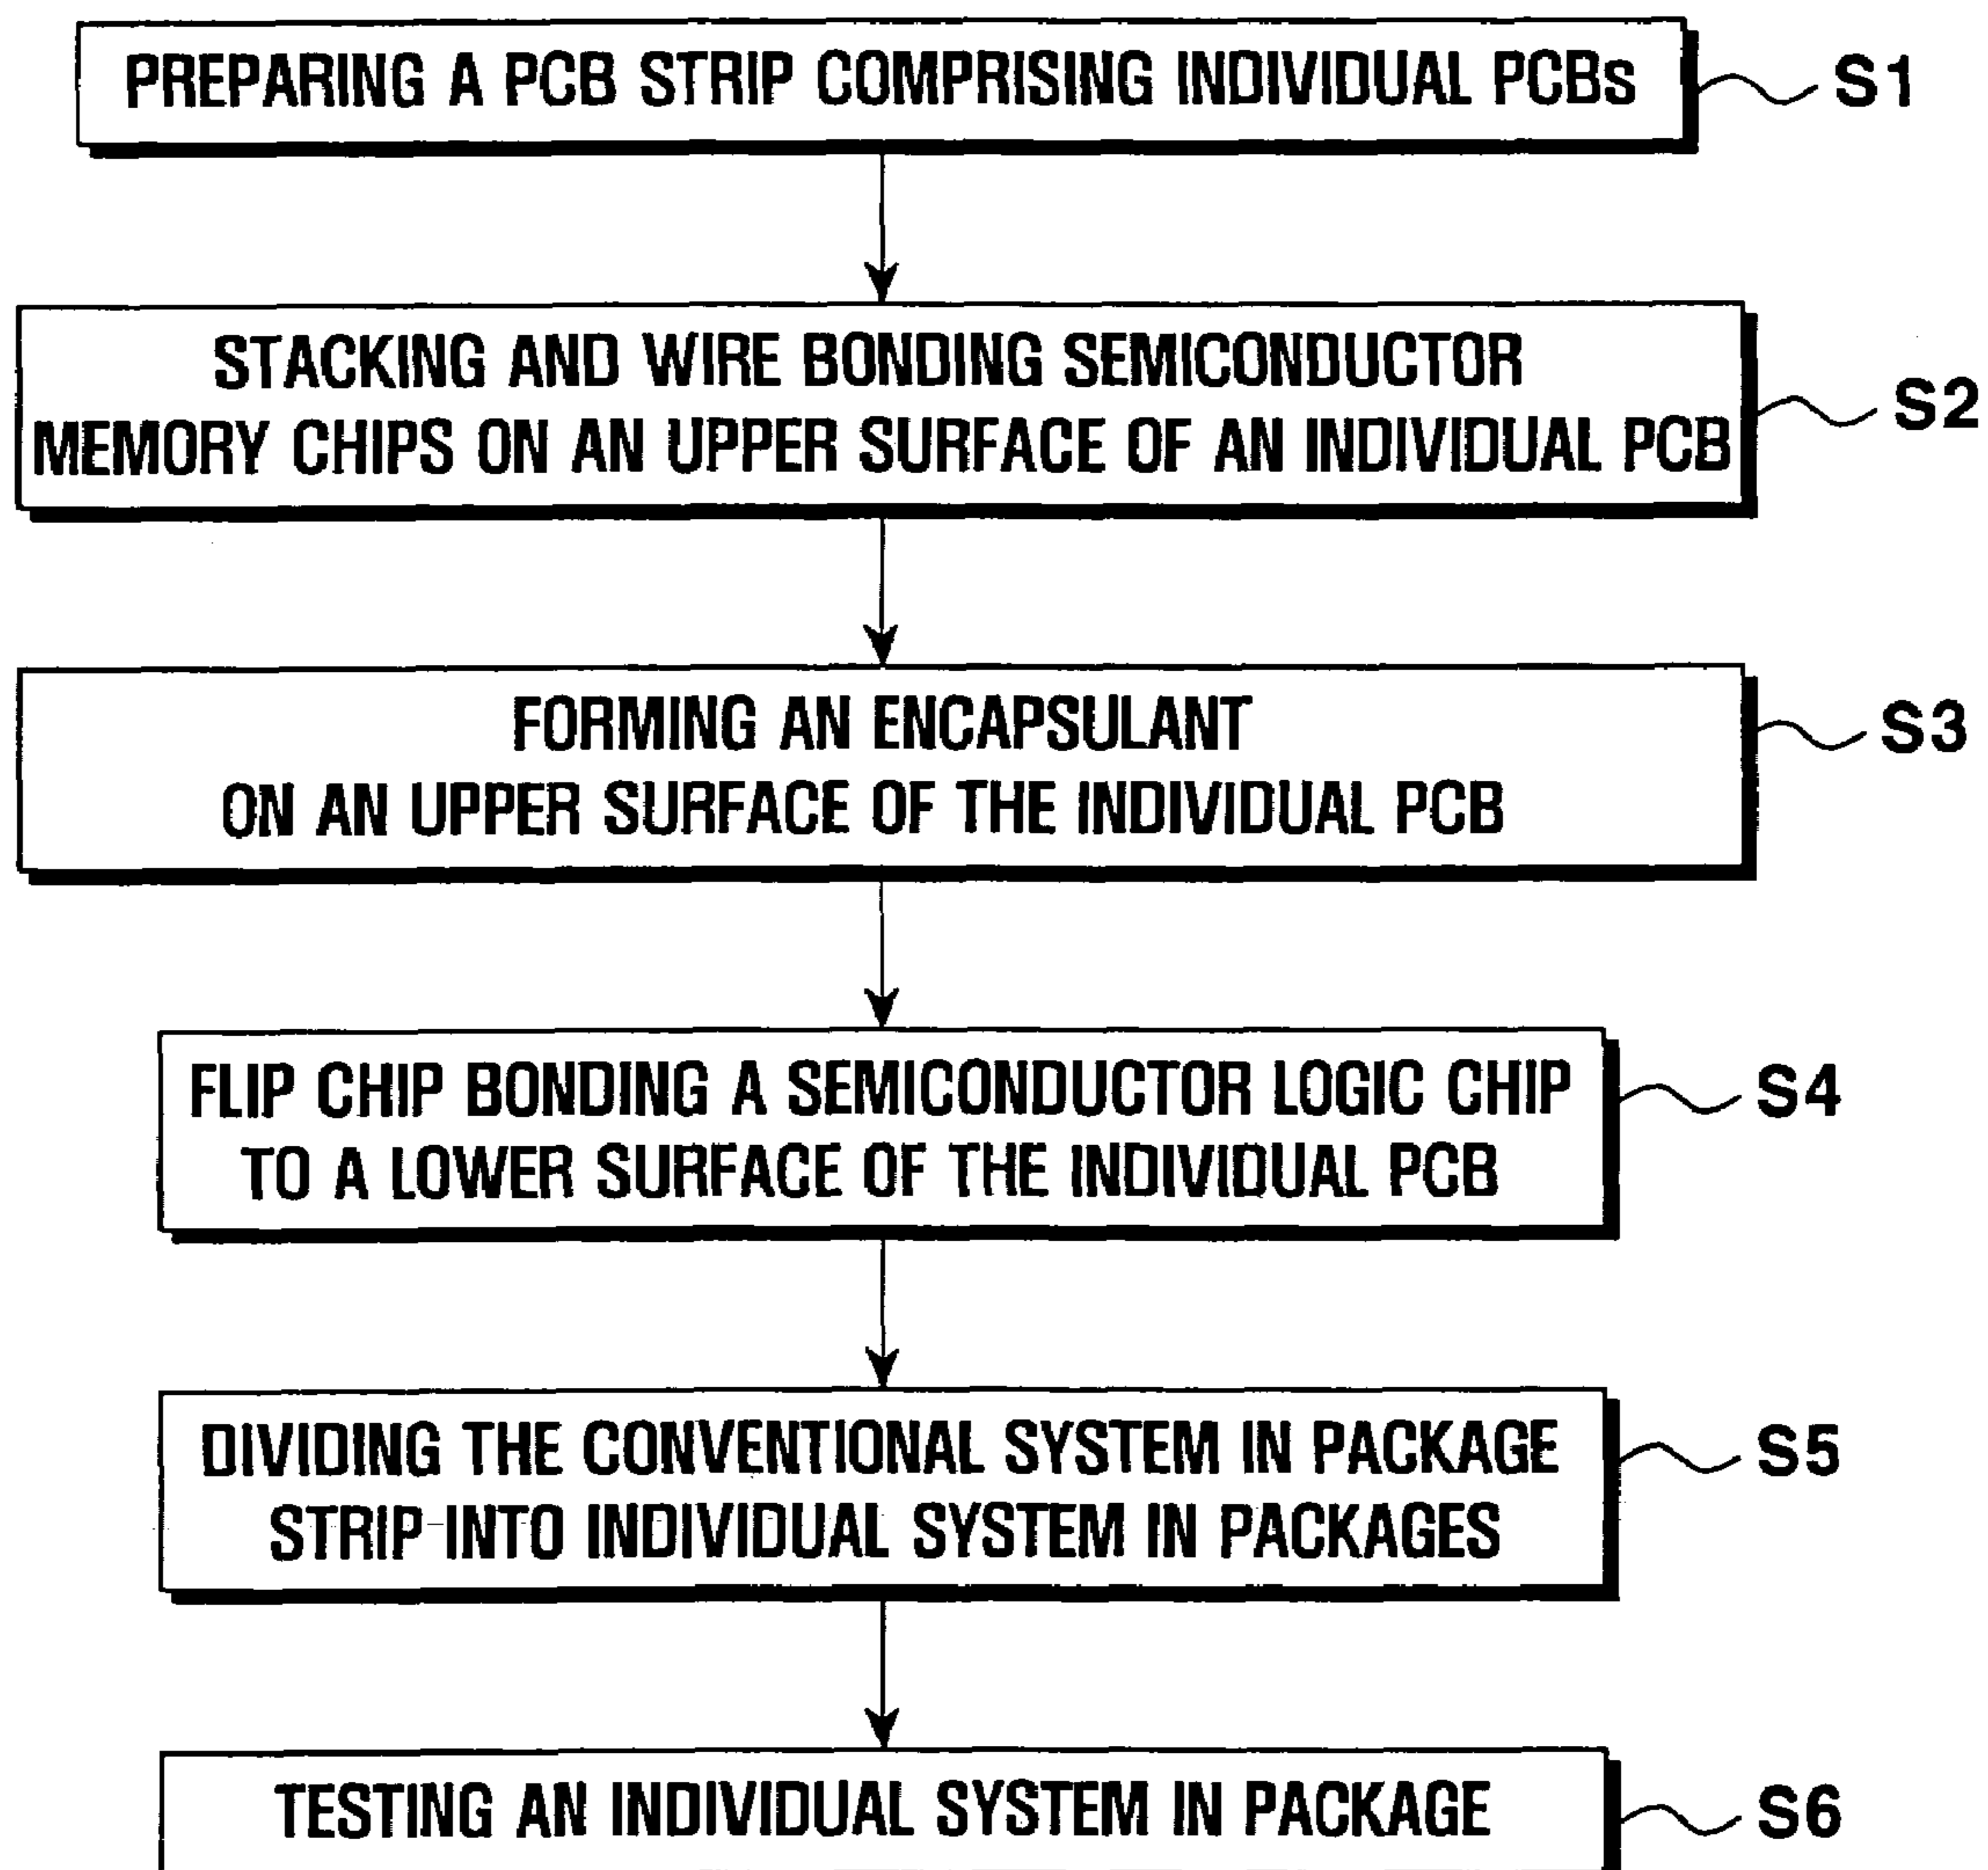 PREPARING A PCB STRIP COMPRISING INDIVIDUAL PCBs
S1
STACKING AND WIRE BONDING SEMICONDUCTOR
MEMORY CHIPS ON AN UPPER SURFACE OF AN INDIVIDUAL PCB
S2
FORMING AN ENCAPSULANT
ON AN UPPER SURFACE OF THE INDIVIDUAL PCB
S3
FLIP CHIP BONDING A SEMICONDUCTOR LOGIC CHIP
TO A LOWER SURFACE OF THE INDIVIDUAL PCB
S4
DIVIDING THE CONVENTIONAL SYSTEM IN PACKAGE
STRIP INTO INDIVIDUAL SYSTEM IN PACKAGES
S5
TESTING AN INDIVIDUAL SYSTEM IN PACKAGE
S6